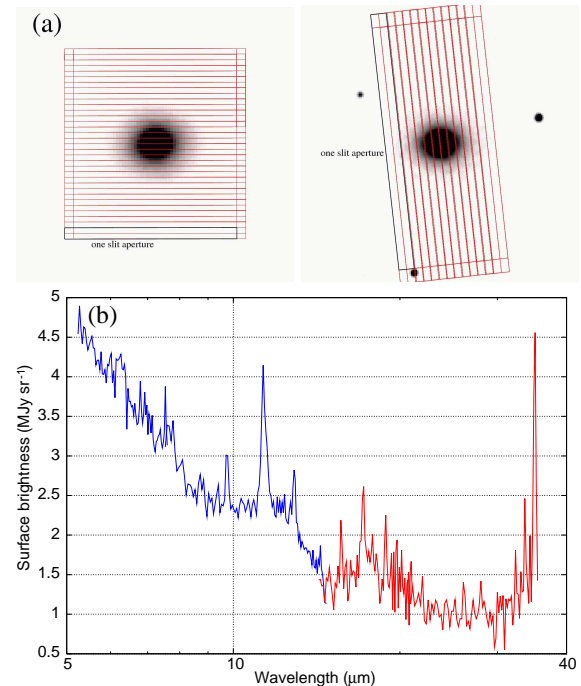 (a)
one slit aperture
one slit aperture
(b)
Surface brightness (MJy sr⁻¹)
5
4.5
4
3.5
3
2.5
2
1.5
1
0.5
5
10
40
Wavelength (μm)